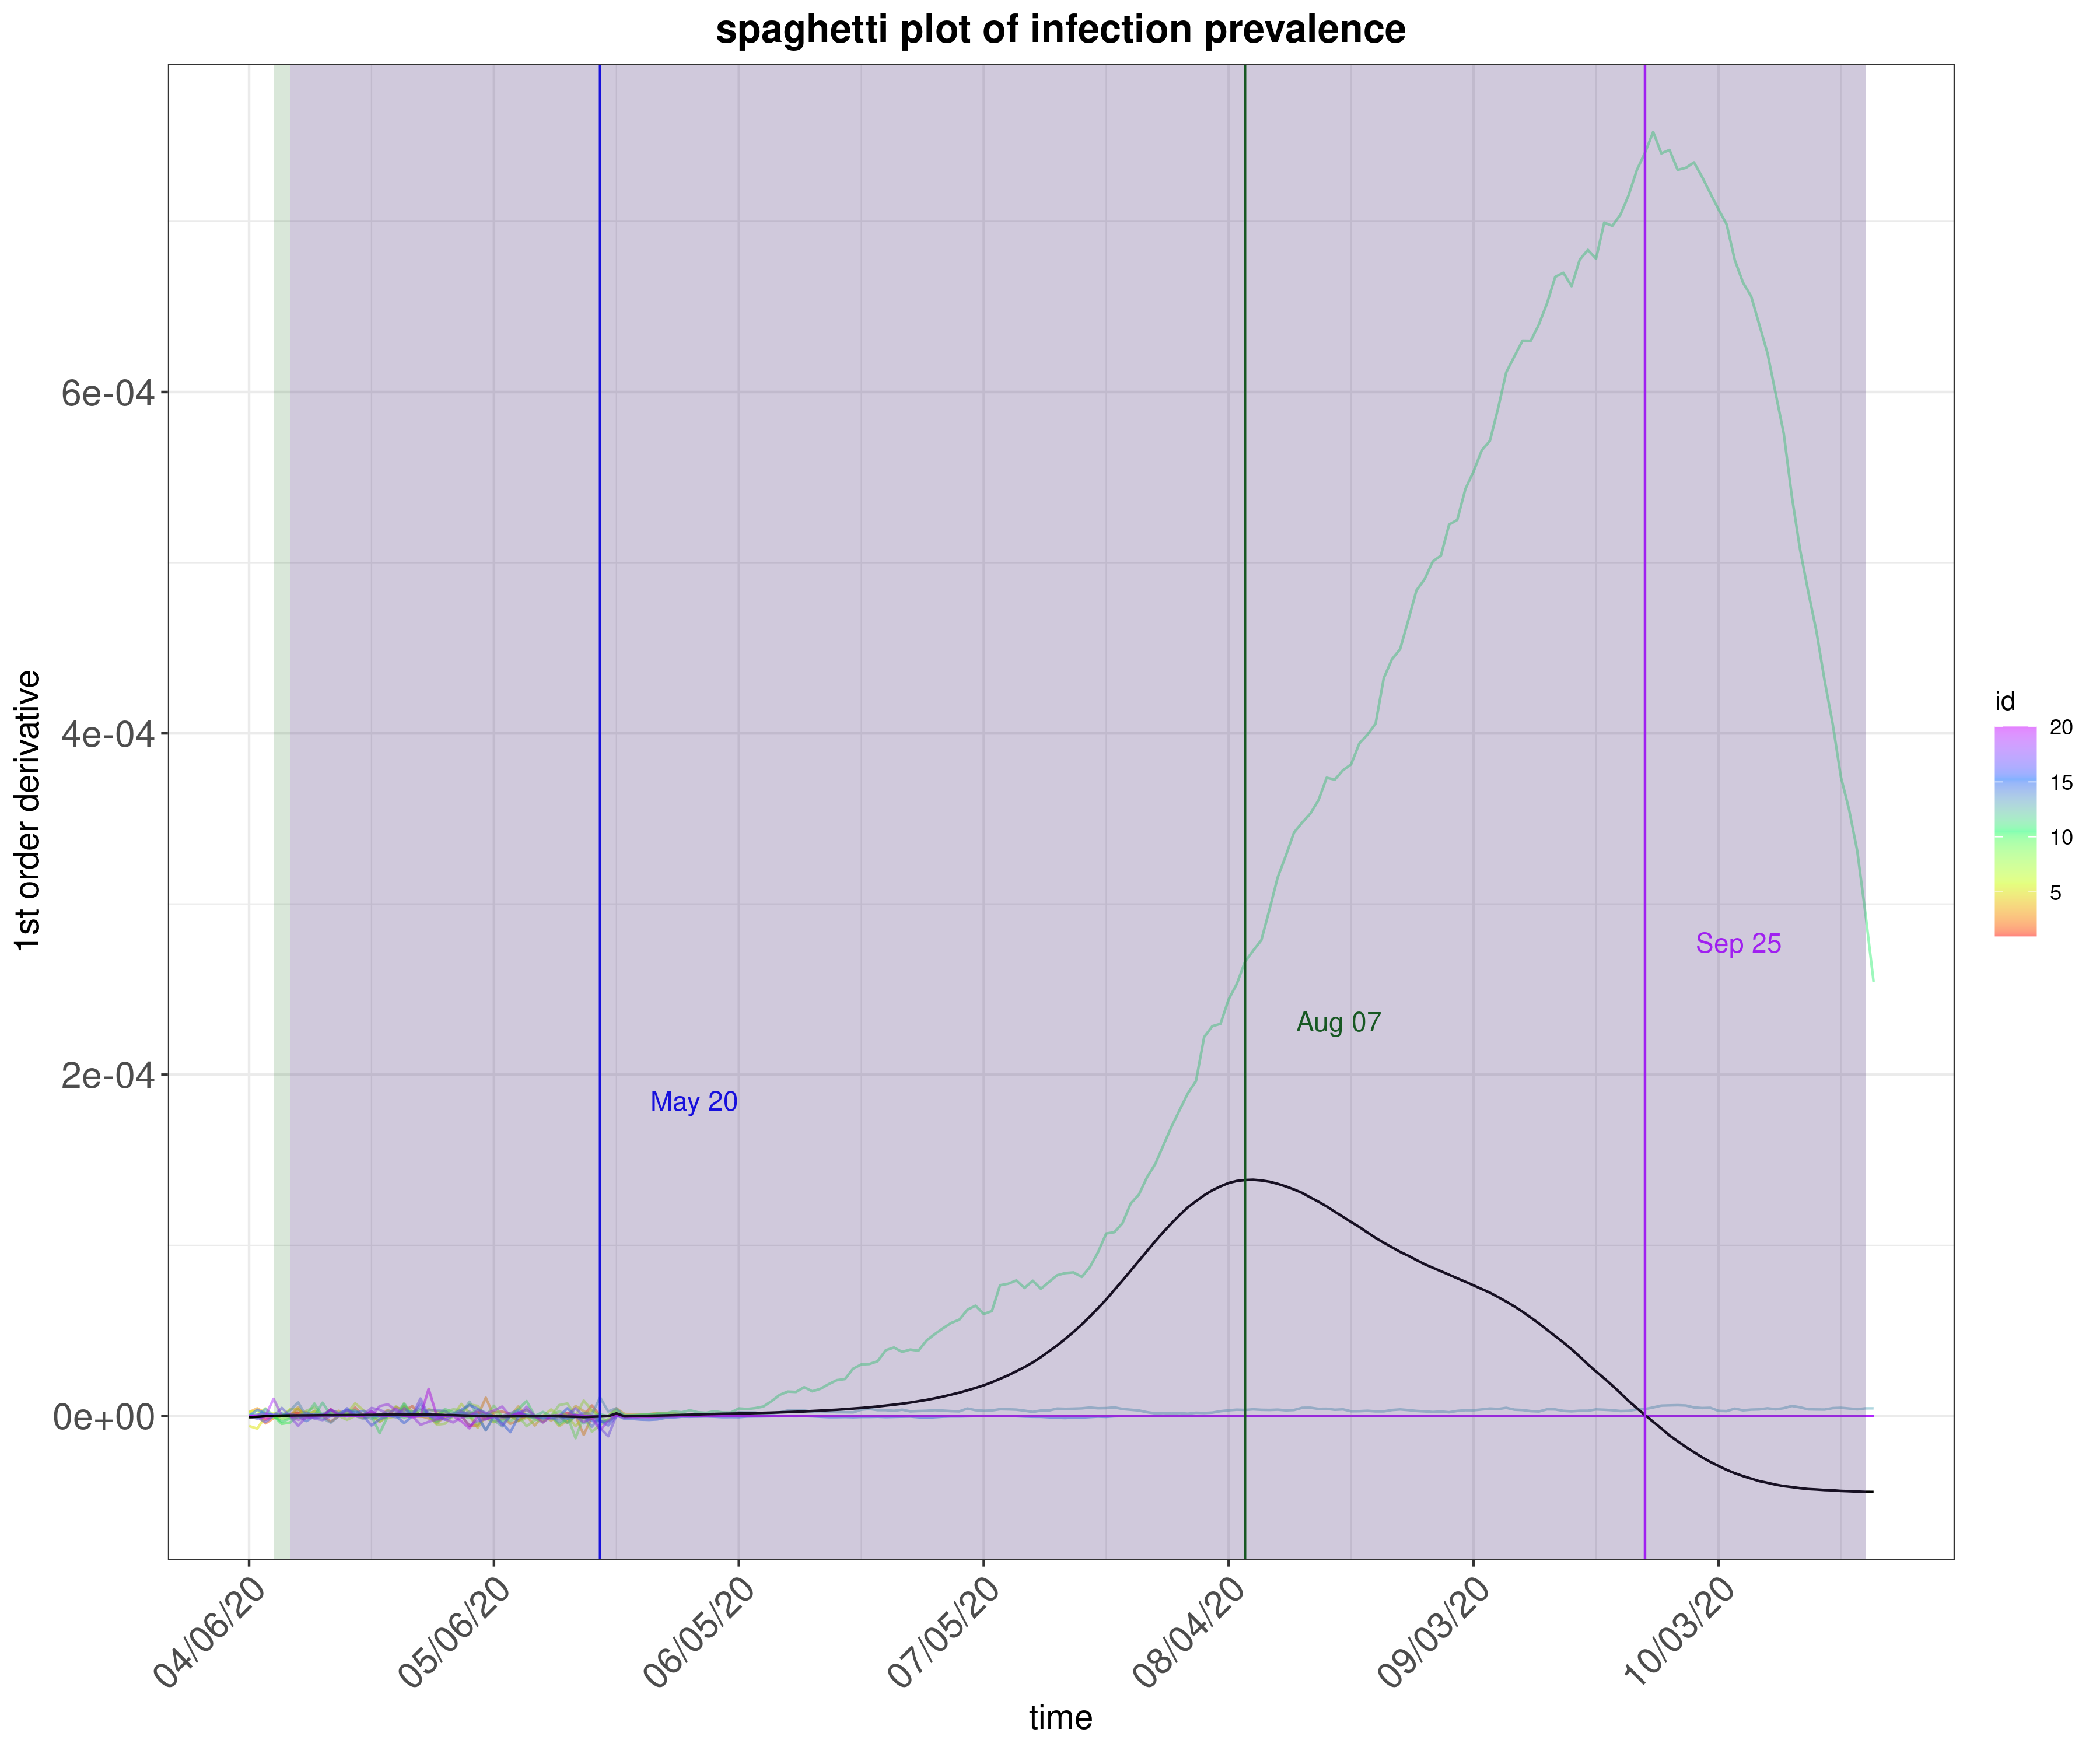 spaghetti plot of infection prevalence
1st order derivative
6e-04
4e-04
2e-04
0e+00
May 20
Aug 07
Sep 25
04/06/20
05/06/20
06/05/20
07/05/20
08/04/20
09/03/20
10/03/20
time
id
20
15
10
5